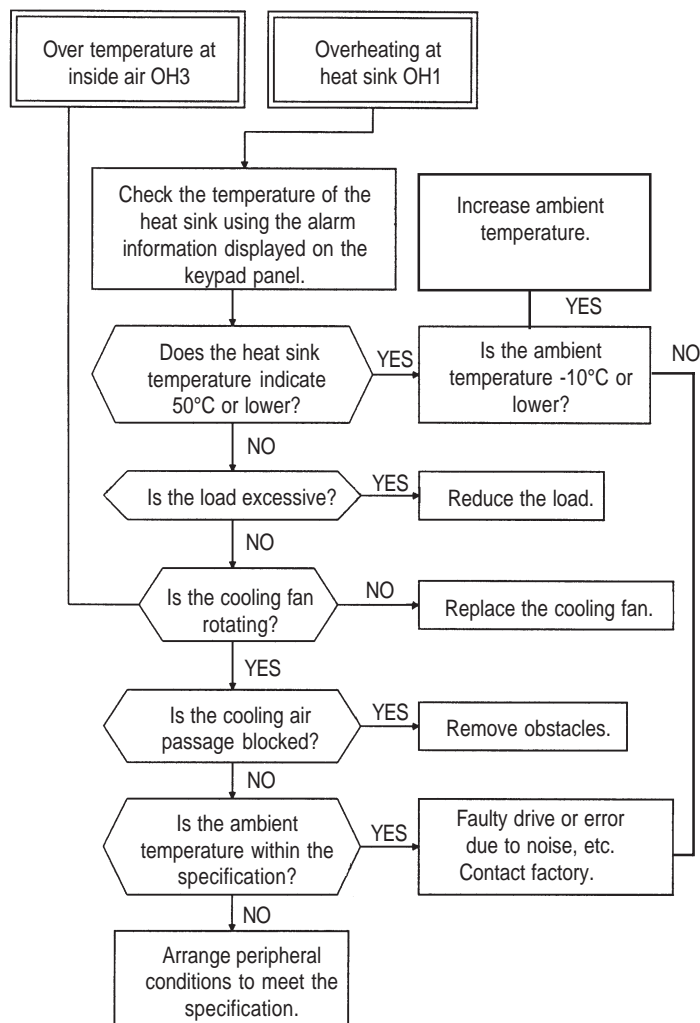 Over temperature at
inside air OH3
Overheating at
heat sink OH1
Check the temperature of the
heat sink using the alarm
information displayed on the
keypad panel.
Increase ambient
temperature.
YES
Does the heat sink
temperature indicate
50°C or lower?
YES
Is the ambient
temperature -10°C or
lower?
NO
NO
Is the load excessive?
YES
Reduce the load.
NO
Is the cooling fan
rotating?
NO
Replace the cooling fan.
YES
Is the cooling air
passage blocked?
YES
Remove obstacles.
NO
Is the ambient
temperature within the
specification?
YES
Faulty drive or error
due to noise, etc.
Contact factory.
NO
Arrange peripheral
conditions to meet the
specification.